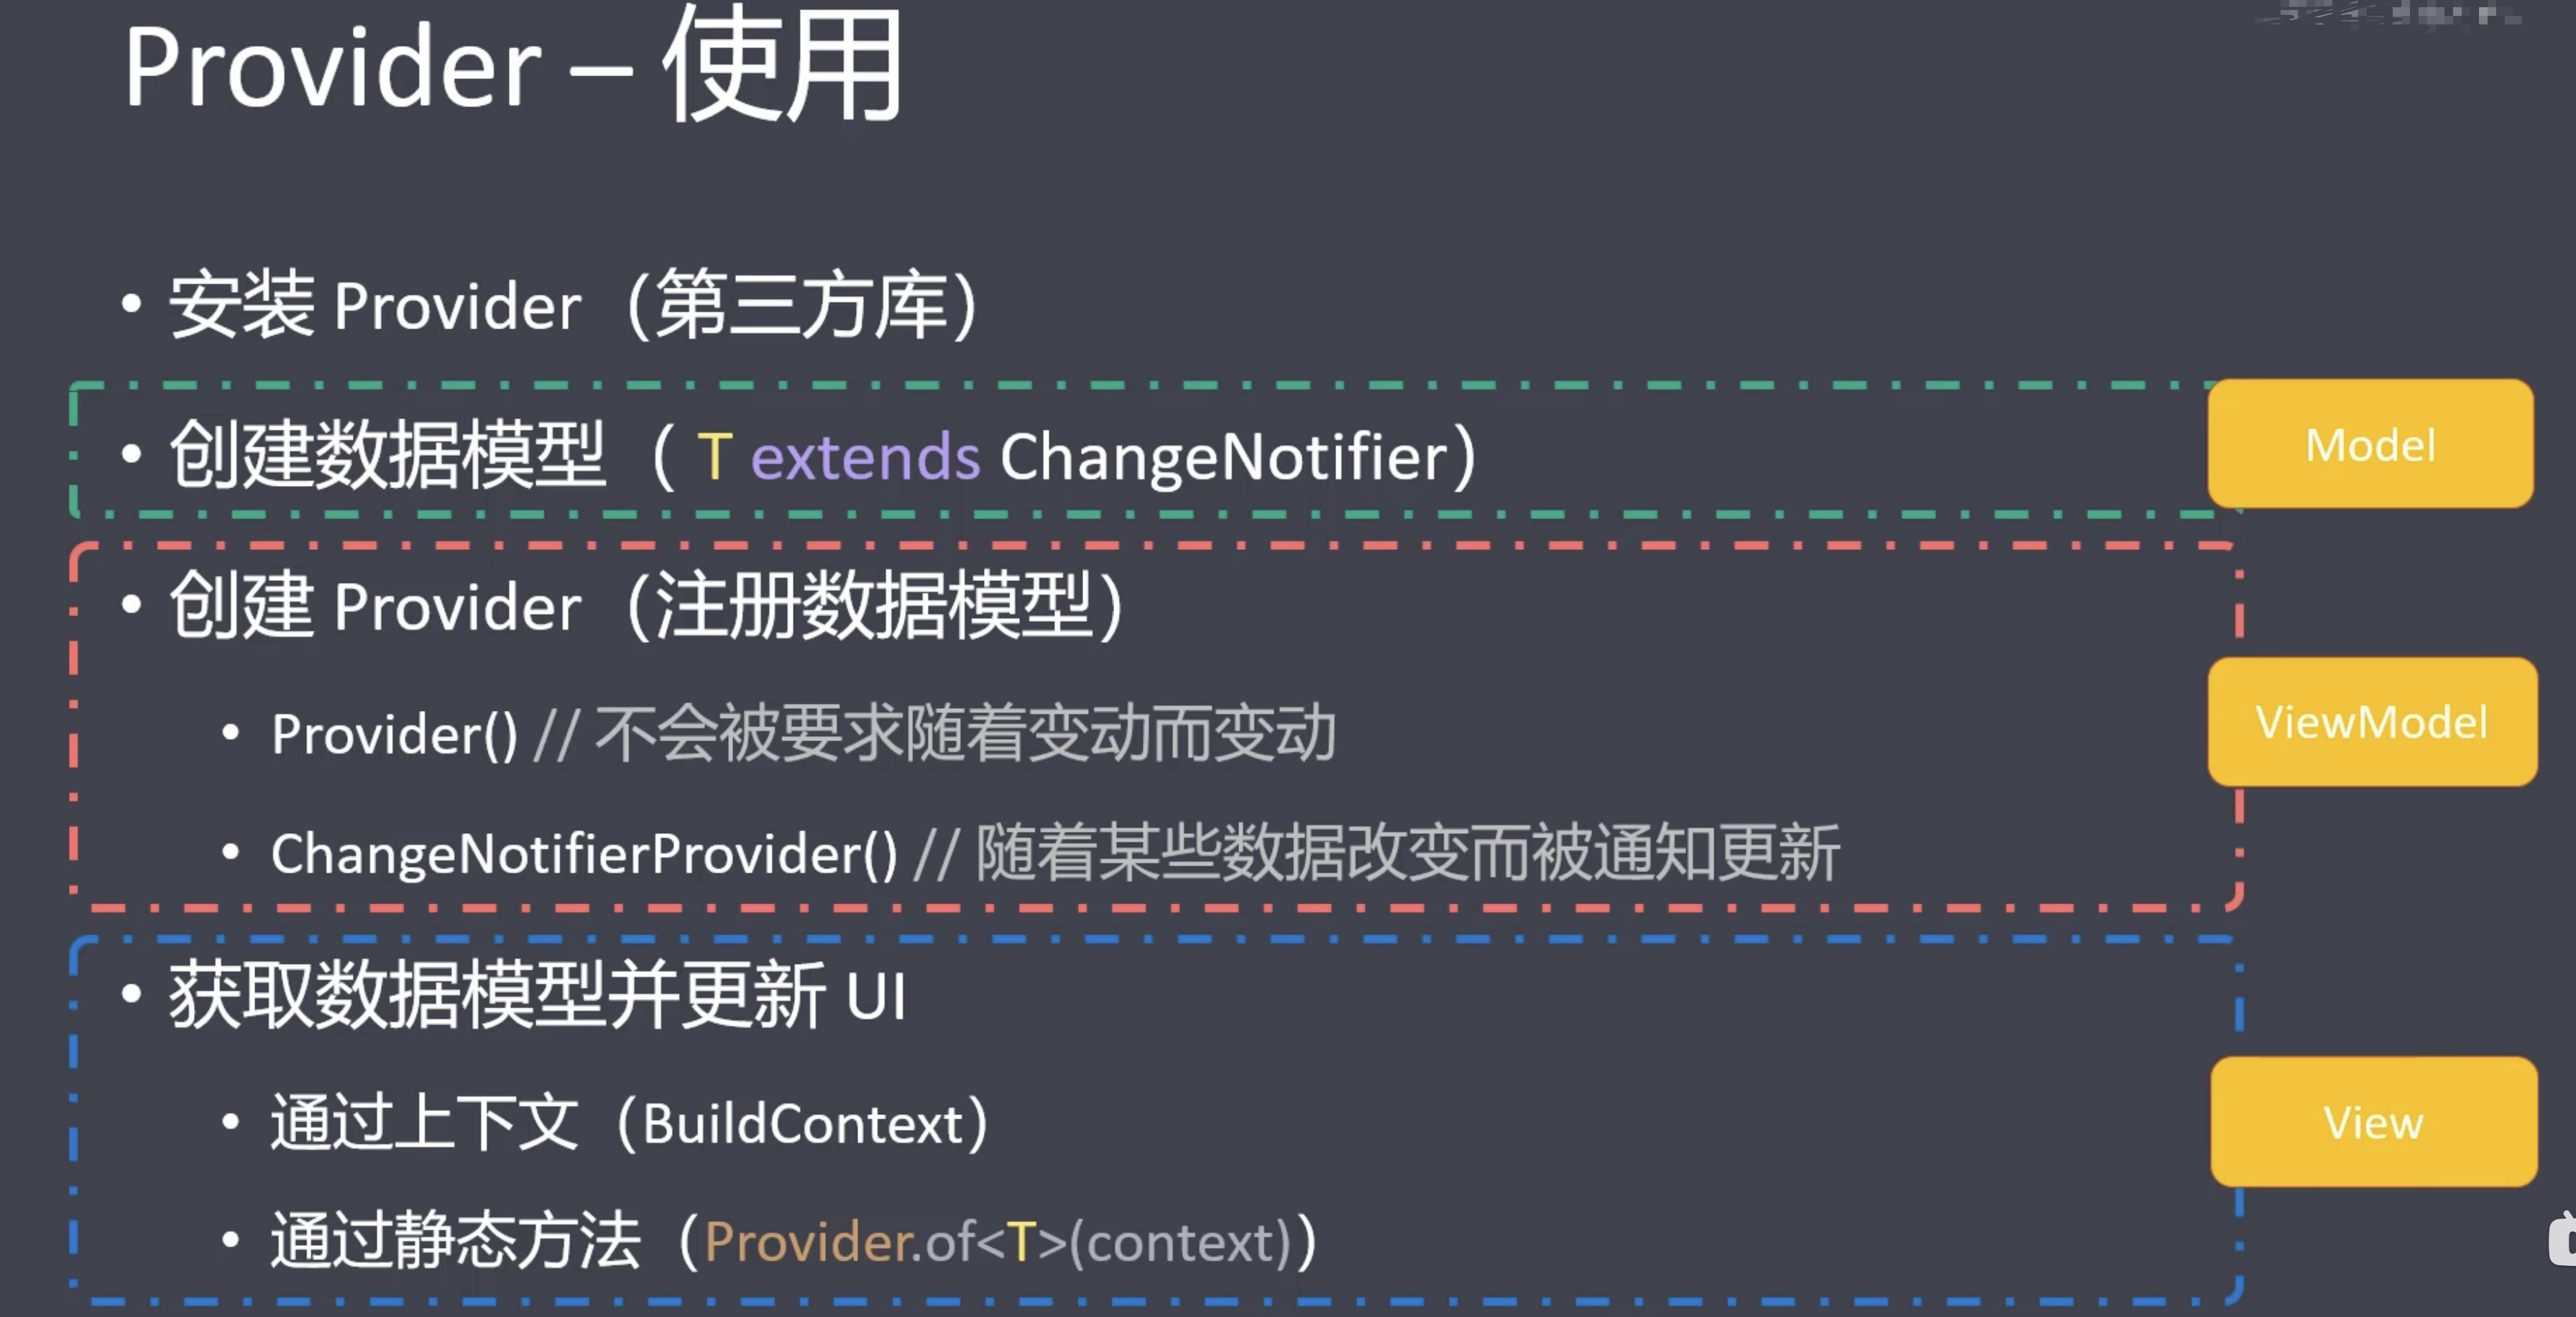 Provider – 使用
• 安装 Provider（第三方库）
• 创建数据模型（ T extends ChangeNotifier）
Model
• 创建 Provider（注册数据模型）
• Provider() // 不会被要求随着变动而变动
ViewModel
• ChangeNotifierProvider() // 随着某些数据改变而被通知更新
• 获取数据模型并更新 UI
• 通过上下文（BuildContext）
View
• 通过静态方法（Provider.of<T>(context)）